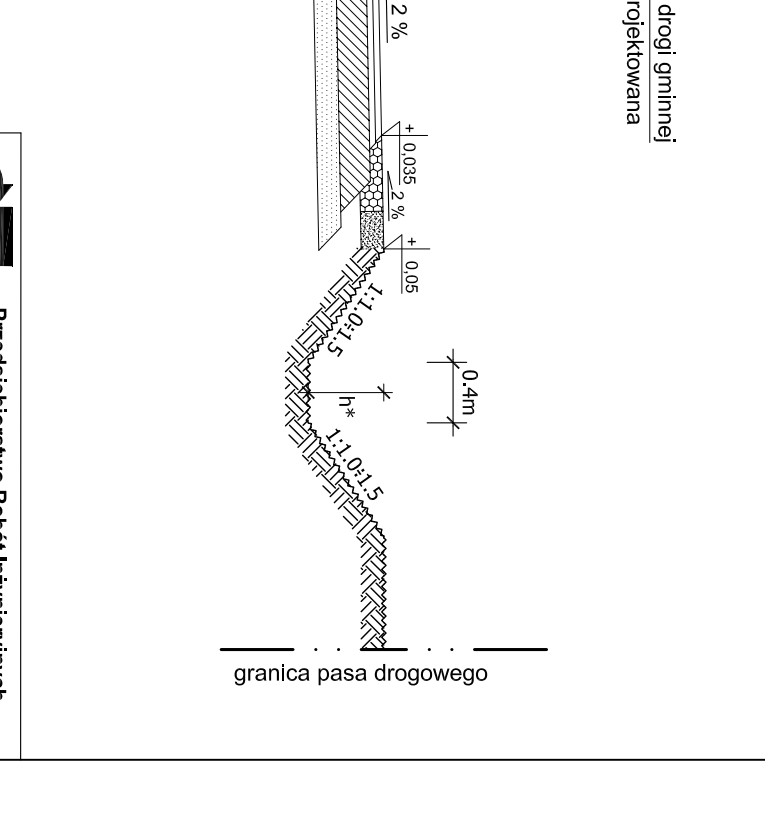 drogi gminnej
rojektowana
2 %
+
0,035
2 %
+
0,05
1:1.0÷1.5
0.4m
h*
1:1.0÷1.5
granica pasa drogowego